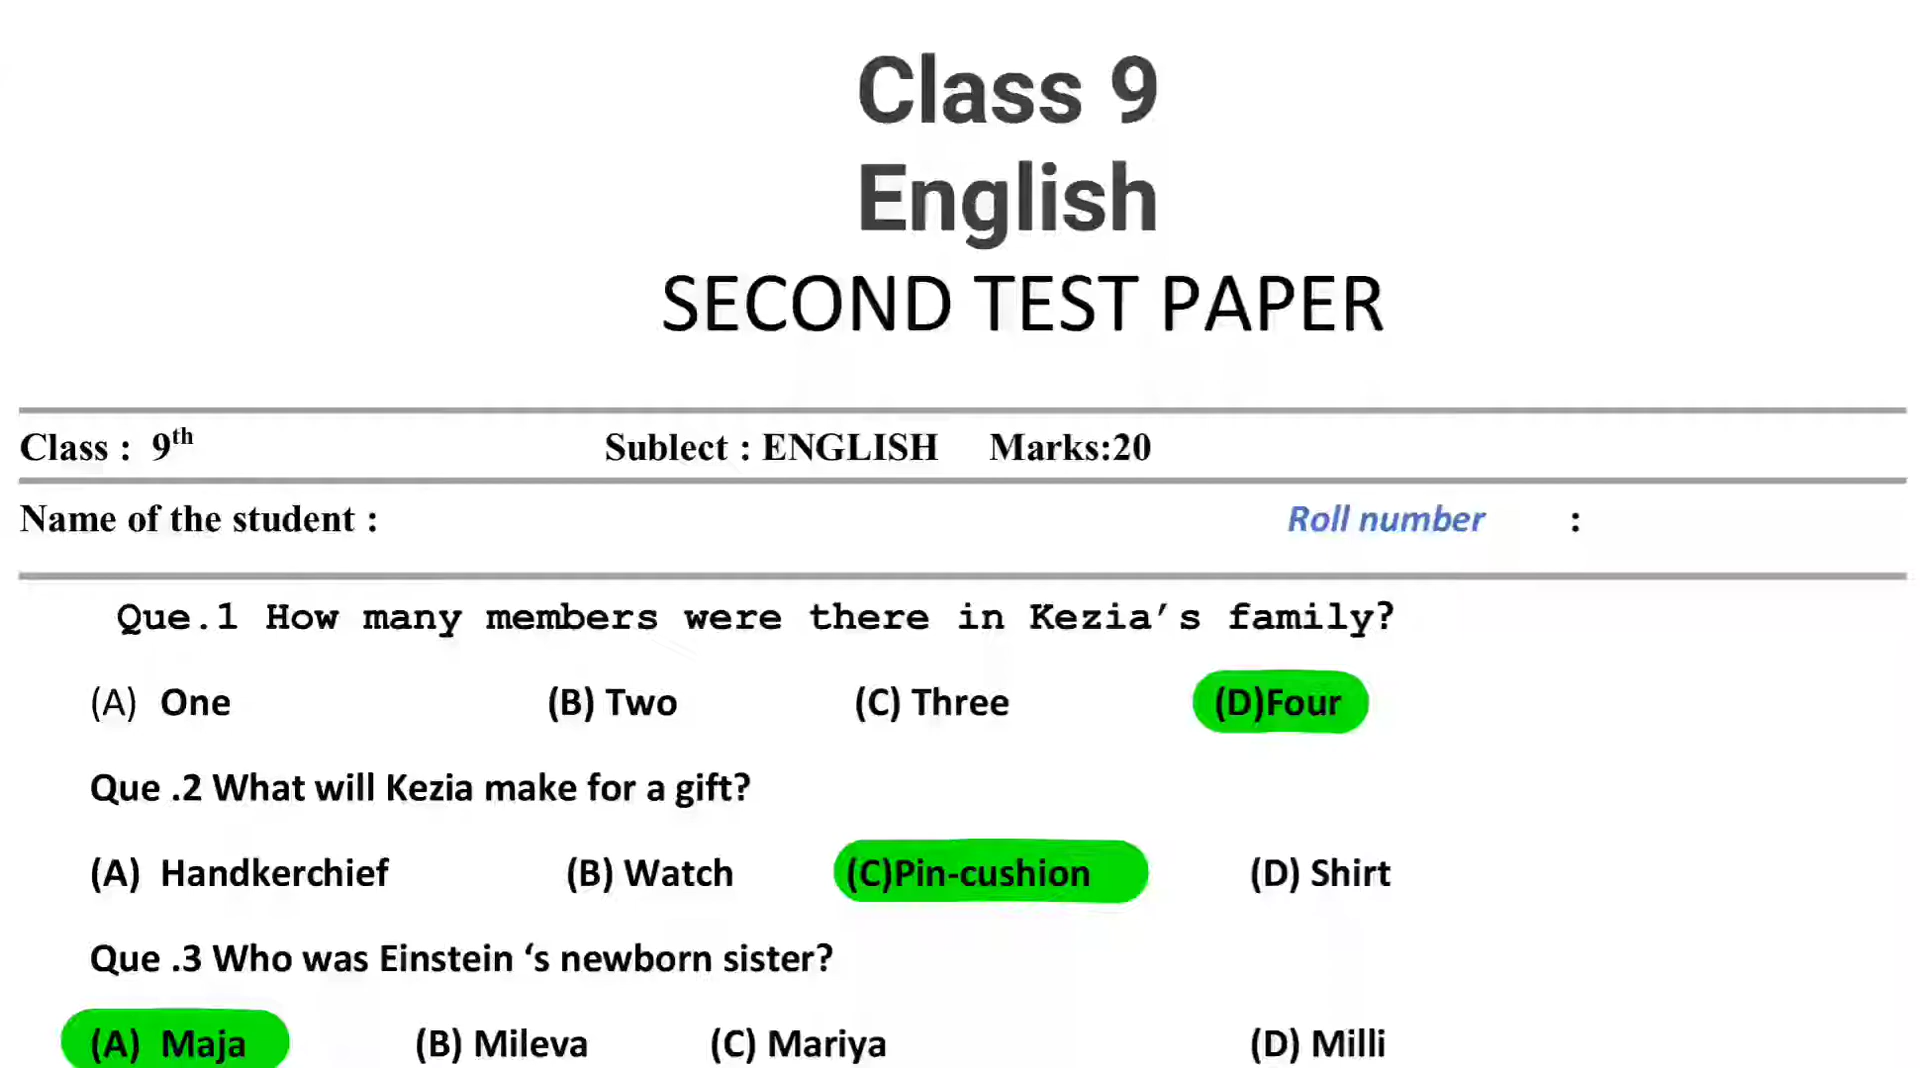 Class 9
English
SECOND TEST PAPER
Class : 9th Sublect : ENGLISH Marks:20
Name of the student : Roll number :
Que.1 How many members were there in Kezia’s family?
(A) One (B) Two (C) Three (D)Four
Que .2 What will Kezia make for a gift?
(A) Handkerchief (B) Watch (C)Pin-cushion (D) Shirt
Que .3 Who was Einstein ‘s newborn sister?
(A) Maja (B) Mileva (C) Mariya (D) Milli